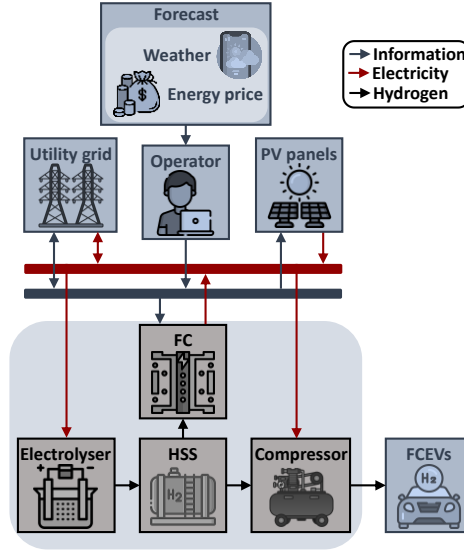 Forecast
Weather
Energy price
Information
Electricity
Hydrogen
Utility grid
Operator
PV panels
$
FC
Electrolyser
HSS
Compressor
FCEVs
- +
H2
H2